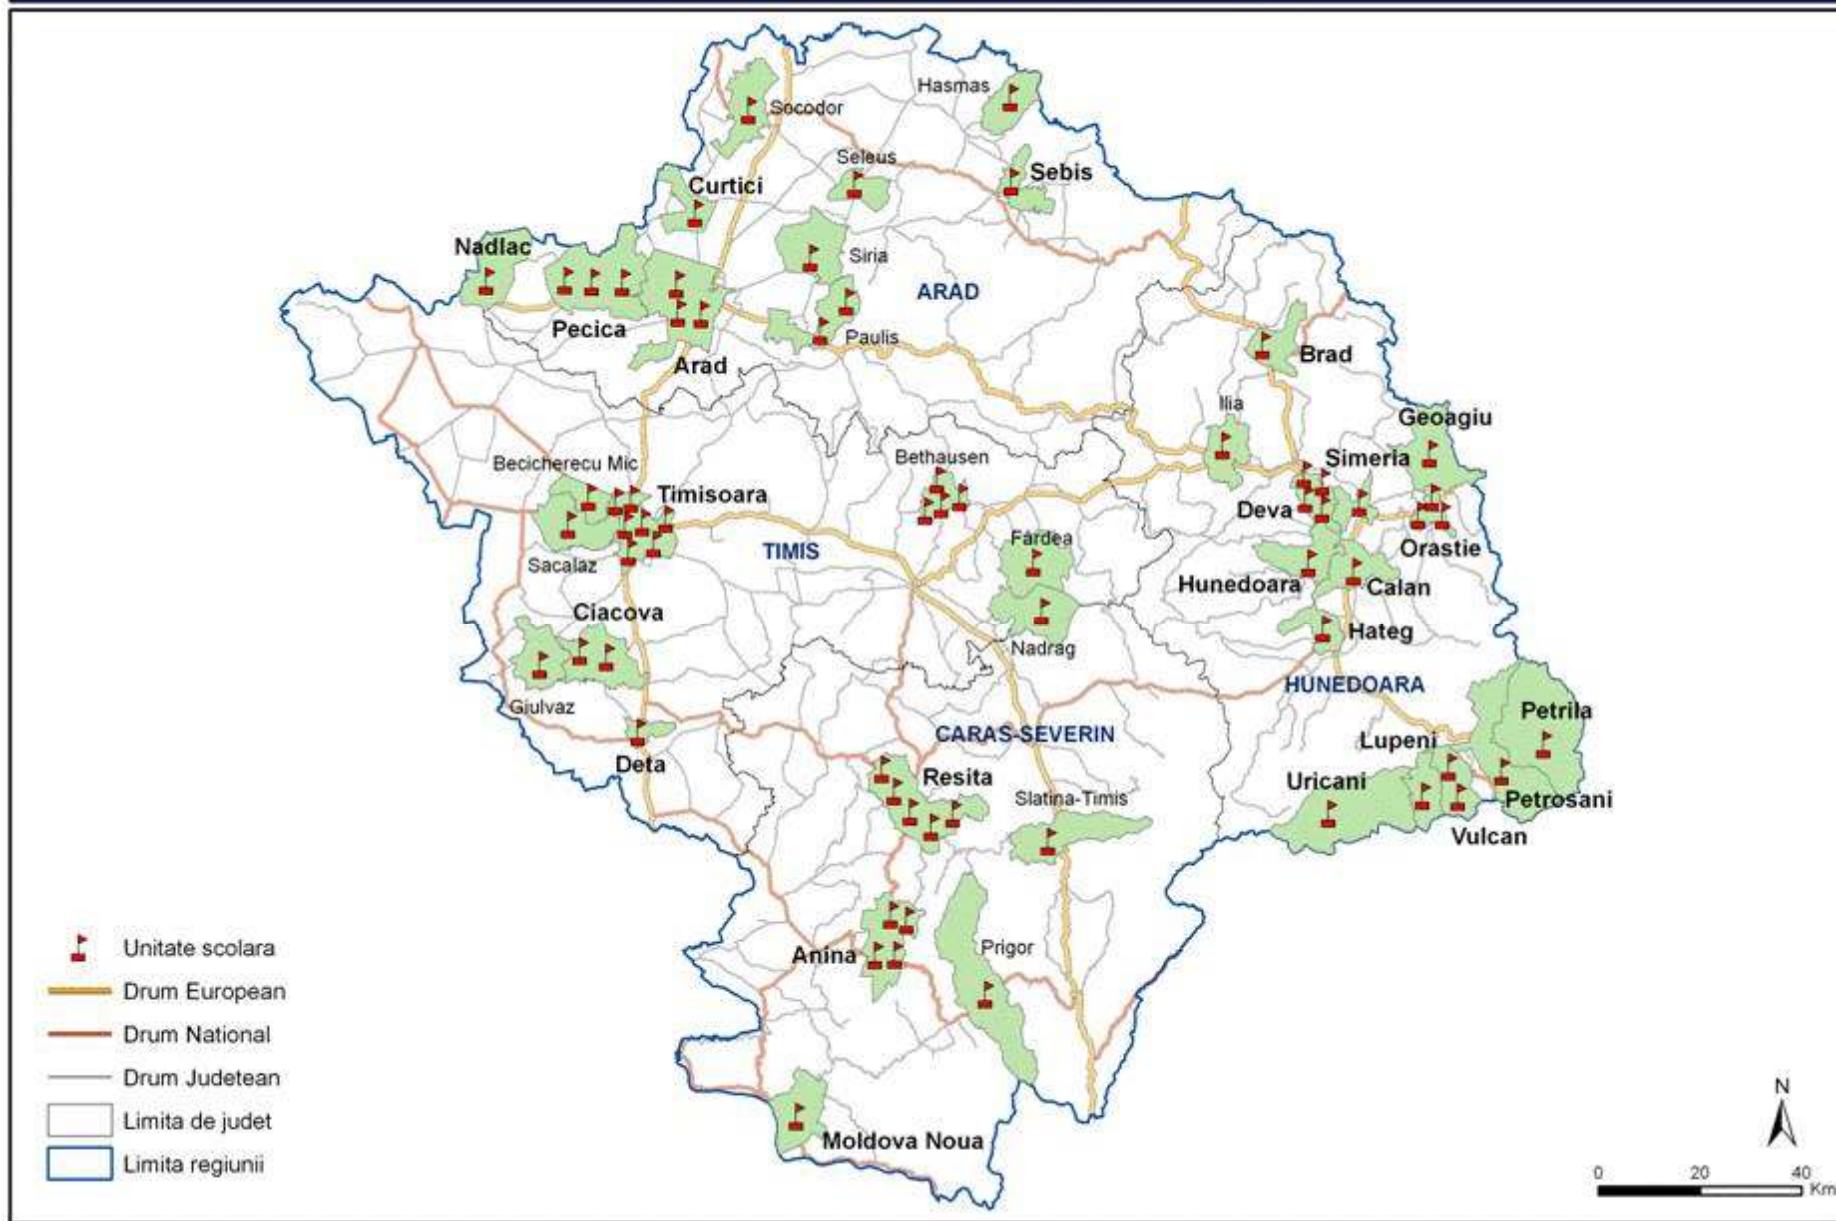 Hasmas
Socodor
Seleus
Sebis
Curtici
Nadlac
Siria
ARAD
Pecica
Paulis
Arad
Brad
Ilia
Geoagiu
Becicherecu Mic
Bethausen
Simeria
Timisoara
Deva
TIMIS
Fârdea
Orastie
Sacalaz
Hunedoara
Calan
Ciacova
Hateg
Nadrag
HUNEDOARA
Giulvaz
Petrila
CARAS-SEVERIN
Lupeni
Deta
Resita
Uricani
Slatina-Timis
Petrosani
Vulcan
Unitate scolara
Anina
Prigor
Drum European
Drum National
Drum Judetean
N
Limita de judet
Moldova Noua
Limita regiunii
0 20 40
Km